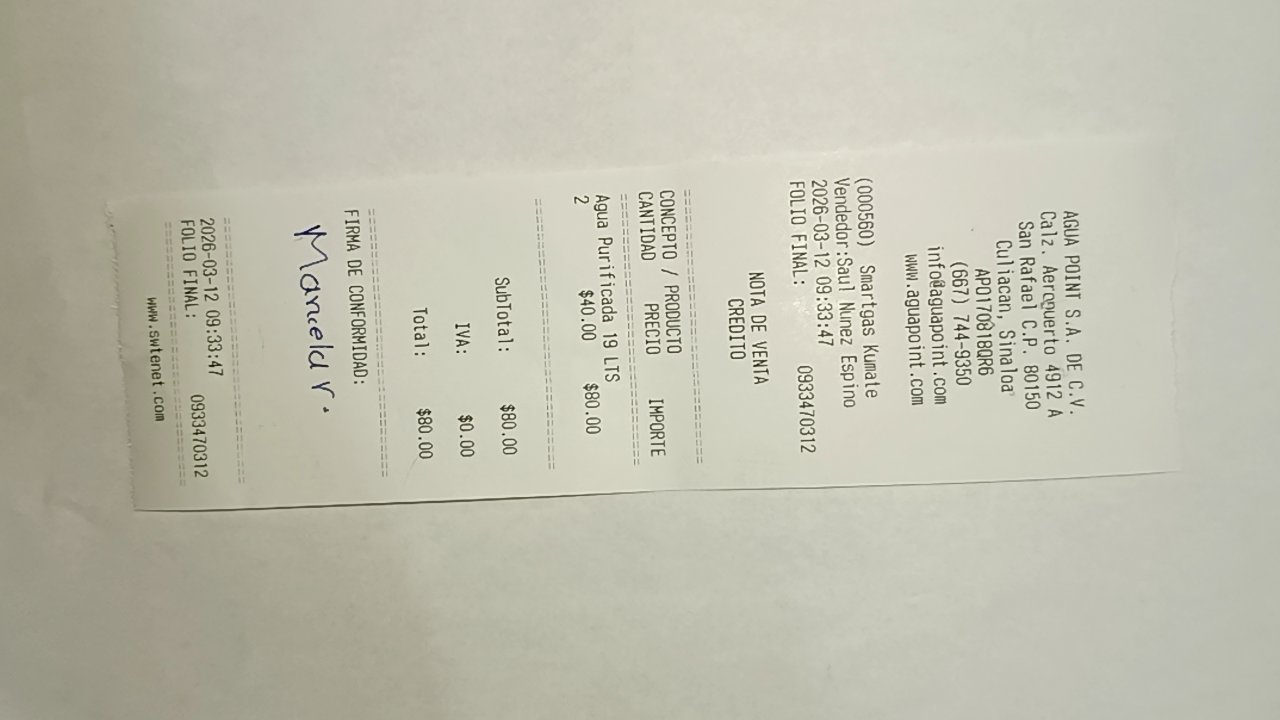 AGUA POINT S.A. DE C.V.
Calz. Aeropuerto 4912 A
San Rafael C.P. 80150
Culiacan, Sinaloa
APO170818QR6
(667) 744-9350
info@aguapoint.com
www.aguapoint.com
(000560) Smartgas Kumate
Vendedor:Saul Nunez Espino
2026-03-12 09:33:47
FOLIO FINAL: 0933470312
NOTA DE VENTA
CREDITO
CONCEPTO / PRODUCTO
CANTIDAD PRECIO IMPORTE
Agua Purificada 19 LTS
2 $40.00 $80.00
SubTotal: $80.00
IVA: $0.00
Total: $80.00
FIRMA DE CONFORMIDAD:
Manelur.
2026-03-12 09:33:47
FOLIO FINAL: 0933470312
www.swtenet.com